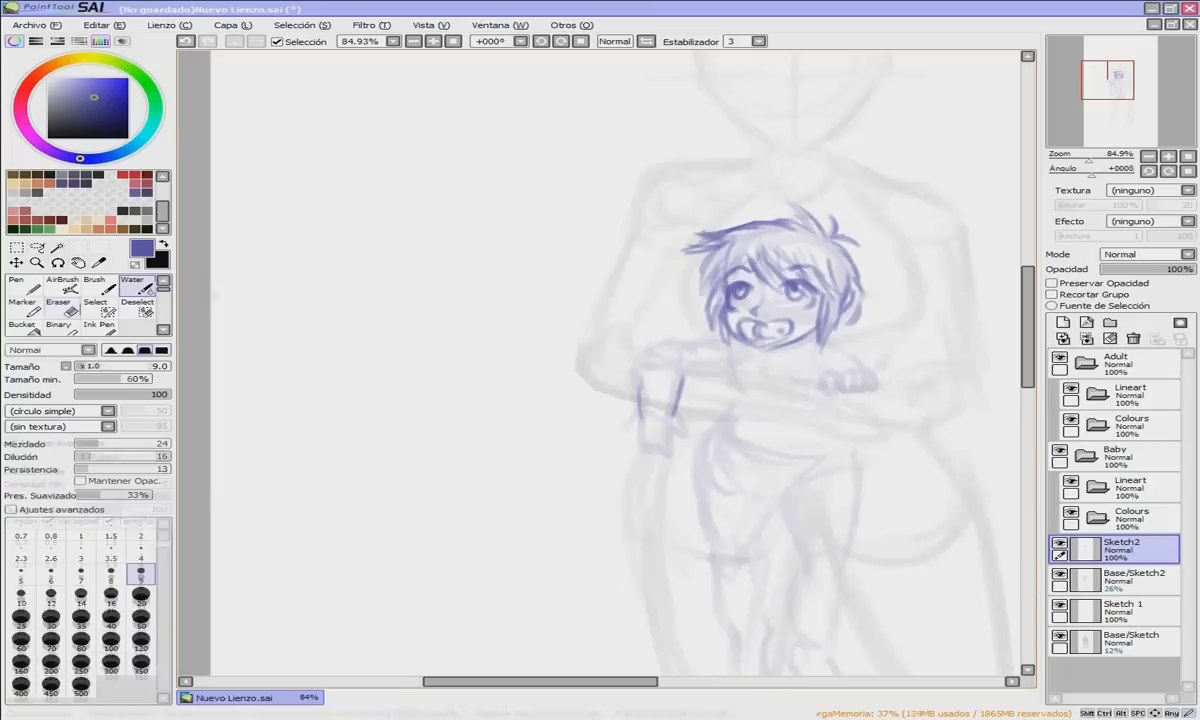 PaintTool SAI (No guardado)Nuevo Lienzo.sai (*)
Archivo (F) Editar (E) Lienzo (C) Capa (L) Selección (S) Filtro (T) Vista (V) Ventana (W) Otros (O)
Selección 84.93% +000° Normal Estabilizador 3
Zoom 84.9%
Ángulo +000ß
Textura (ninguno)
100% 20
Efecto (ninguno)
1 100
Modo Normal
Opacidad 100%
Preservar Opacidad
Recortar Grupo
Fuente de Selección
Pen AirBrush Brush Water
Marker Eraser Select Deselect
Bucket Binary Ink Pen
Normal
Tamaño x 1.0 9.0
Tamaño min. 60%
Densitidad 100
(círculo simple) 50
(sin textura) 95
Mezclado 24
Dilución 16
Persistencia 13
Mantener Opac.
Pres. Suavizado 33%
Ajustes avanzados
0.7 0.8 1 1.5 2
2.3 2.6 3 3.5 4
5 6 7 8 9
10 12 14 16 20
25 30 35 40 50
60 70 80 100 120
160 200 250 300 350
400 450 500
Adult
Normal
100%
Lineart
Normal
100%
Colours
Normal
100%
Baby
Normal
100%
Lineart
Normal
100%
Colours
Normal
100%
Sketch2
Normal
100%
Base/Sketch2
Normal
26%
Sketch 1
Normal
100%
Base/Sketch
Normal
12%
Nuevo Lienzo.sai 84%
rgaMemoria: 37% (139MB usados / 1865MB reservados) Shift Ctrl Alt SPC Any